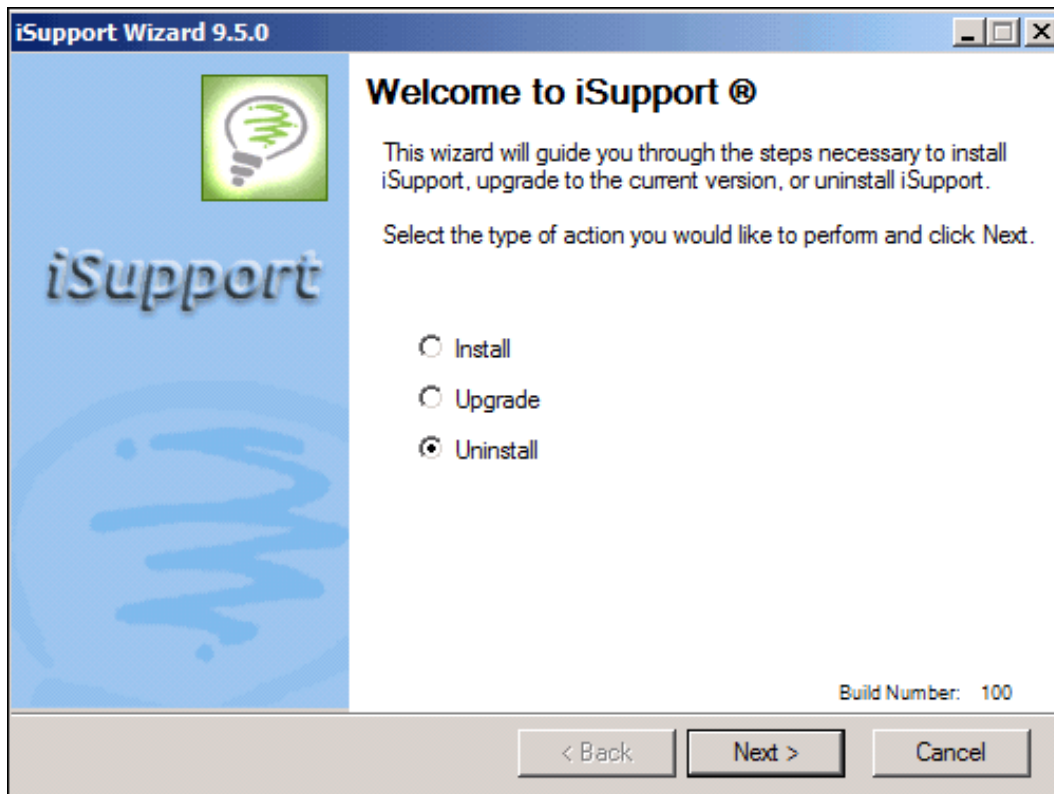 iSupport Wizard 9.5.0
Welcome to iSupport ®
This wizard will guide you through the steps necessary to install
iSupport, upgrade to the current version, or uninstall iSupport.
Select the type of action you would like to perform and click Next.
iSupport
Install
Upgrade
Uninstall
Build Number: 100
< Back
Next >
Cancel